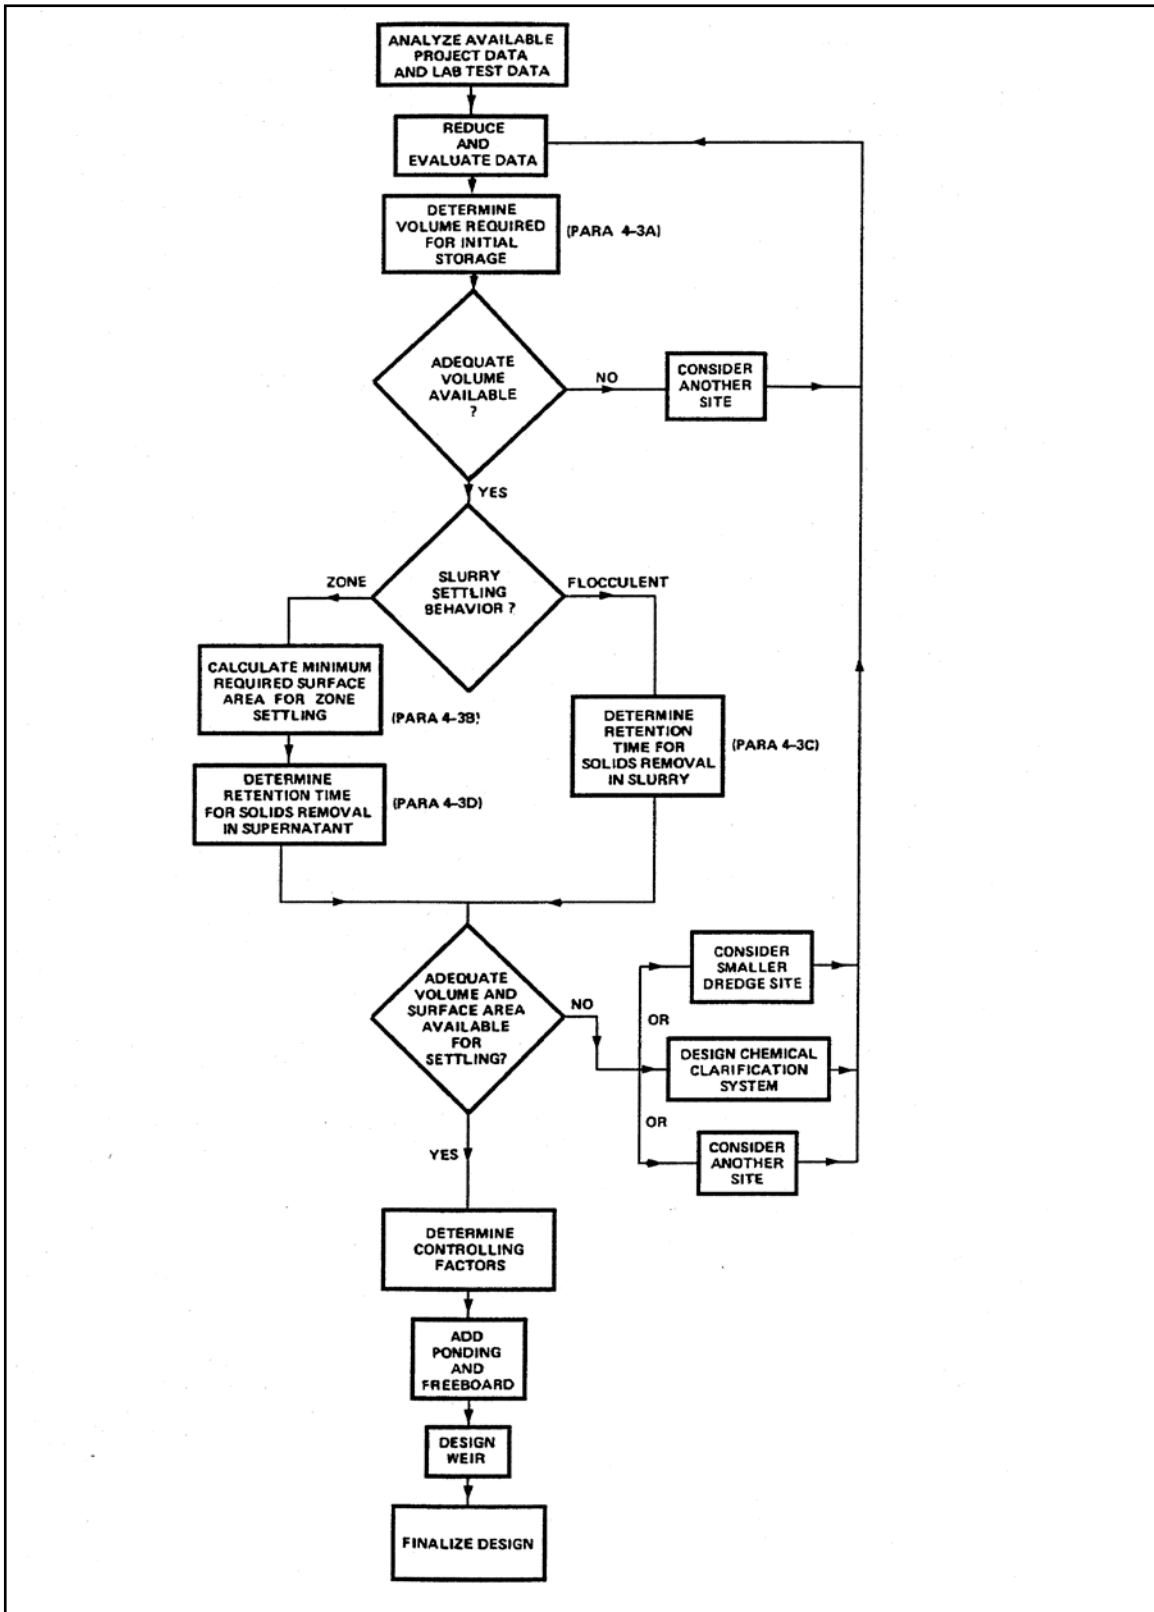 ANALYZE AVAILABLE
PROJECT DATA
AND LAB TEST DATA
REDUCE
AND
EVALUATE DATA
DETERMINE
VOLUME REQUIRED
FOR INITIAL
STORAGE
(PARA 4-3A)
ADEQUATE
VOLUME
AVAILABLE
?
NO
CONSIDER
ANOTHER
SITE
YES
SLURRY
SETTLING
BEHAVIOR ?
ZONE
FLOCCULENT
CALCULATE MINIMUM
REQUIRED SURFACE
AREA FOR ZONE
SETTLING
(PARA 4-3B)
DETERMINE
RETENTION TIME
FOR SOLIDS REMOVAL
IN SUPERNATANT
(PARA 4-3D)
DETERMINE
RETENTION
TIME FOR
SOLIDS REMOVAL
IN SLURRY
(PARA 4-3C)
ADEQUATE
VOLUME AND
SURFACE AREA
AVAILABLE
FOR
SETTLING?
NO
CONSIDER
SMALLER
DREDGE SITE
OR
DESIGN CHEMICAL
CLARIFICATION
SYSTEM
OR
CONSIDER
ANOTHER
SITE
YES
DETERMINE
CONTROLLING
FACTORS
ADD
PONDING
AND
FREEBOARD
DESIGN
WEIR
FINALIZE DESIGN